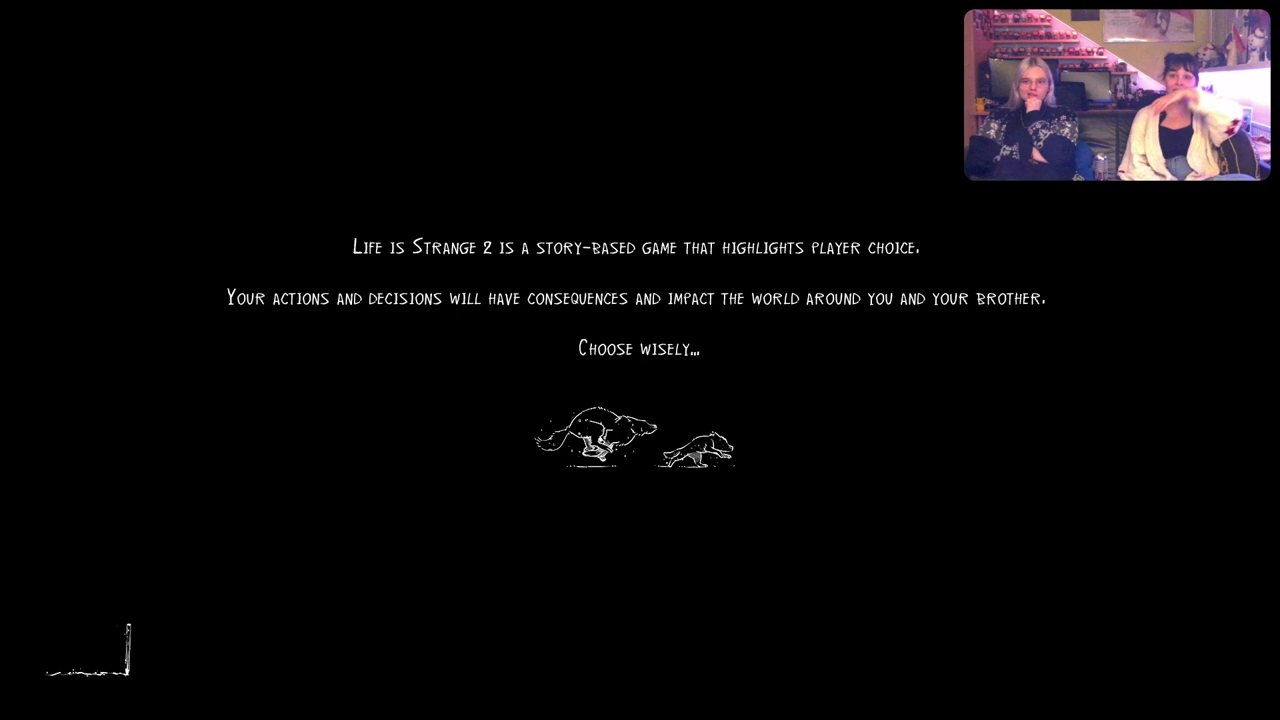 Life is Strange 2 is a story-based game that highlights player choice.
Your actions and decisions will have consequences and impact the world around you and your brother.
Choose wisely...